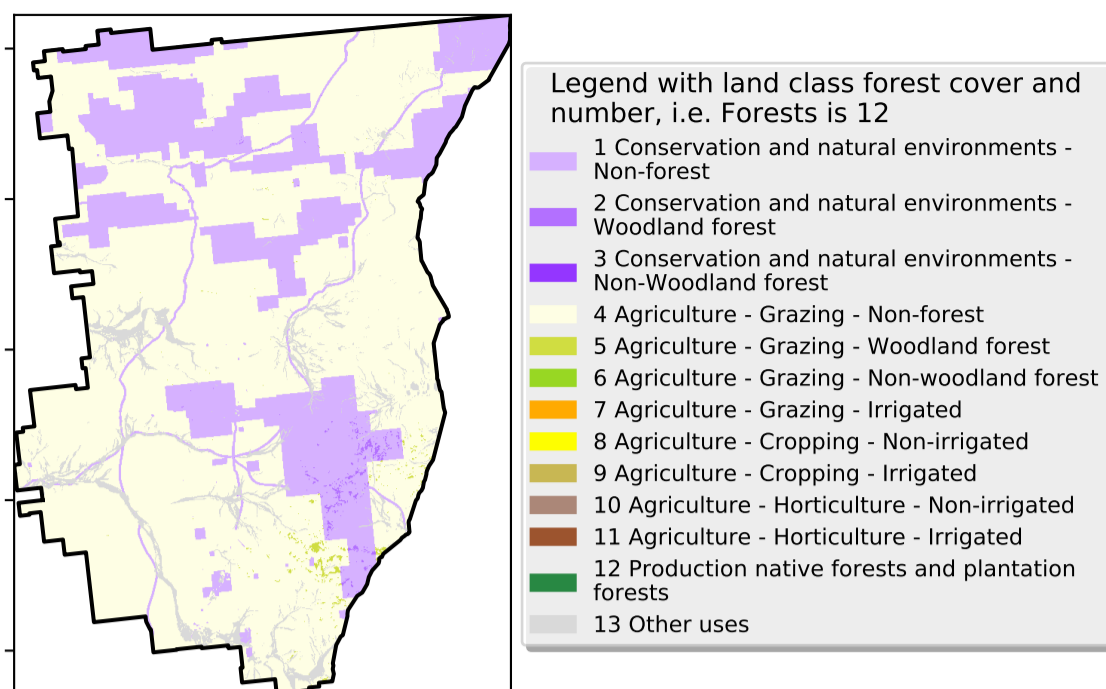 Legend with land class forest cover and
number, i.e. Forests is 12
1 Conservation and natural environments -
Non-forest
2 Conservation and natural environments -
Woodland forest
3 Conservation and natural environments -
Non-Woodland forest
4 Agriculture - Grazing - Non-forest
5 Agriculture - Grazing - Woodland forest
6 Agriculture - Grazing - Non-woodland forest
7 Agriculture - Grazing - Irrigated
8 Agriculture - Cropping - Non-irrigated
9 Agriculture - Cropping - Irrigated
10 Agriculture - Horticulture - Non-irrigated
11 Agriculture - Horticulture - Irrigated
12 Production native forests and plantation
forests
13 Other uses